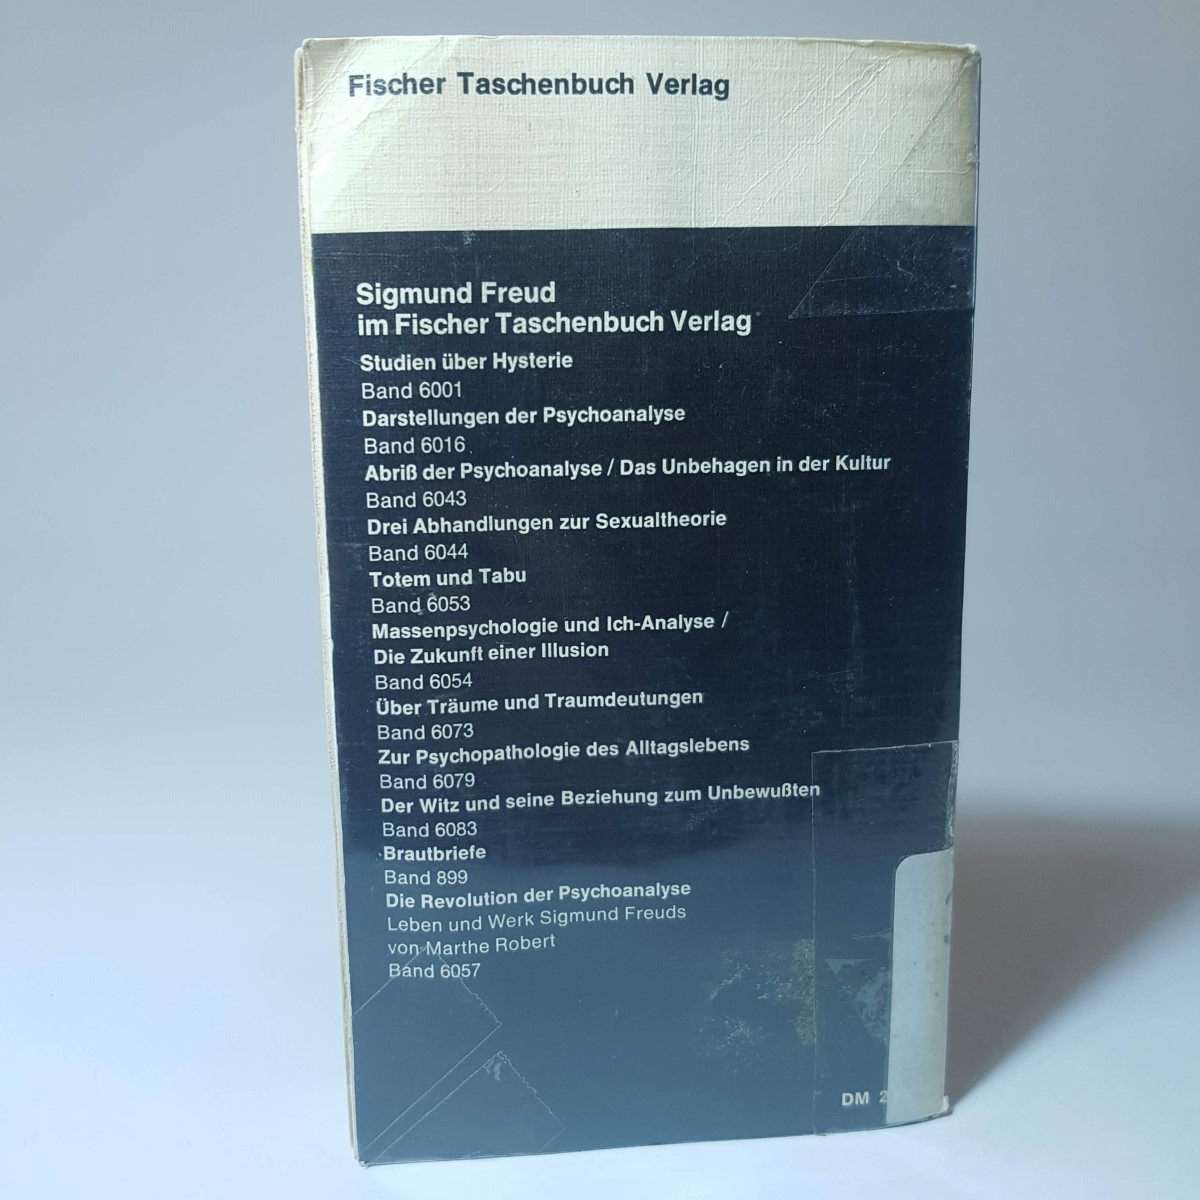 Fischer Taschenbuch Verlag
Sigmund Freud
im Fischer Taschenbuch Verlag
Studien über Hysterie
Band 6001
Darstellungen der Psychoanalyse
Band 6016
Abriß der Psychoanalyse / Das Unbehagen in der Kultur
Band 6043
Drei Abhandlungen zur Sexualtheorie
Band 6044
Totem und Tabu
Band 6053
Massenpsychologie und Ich-Analyse /
Die Zukunft einer Illusion
Band 6054
Über Träume und Traumdeutungen
Band 6073
Zur Psychopathologie des Alltagslebens
Band 6079
Der Witz und seine Beziehung zum Unbewußten
Band 6083
Brautbriefe
Band 899
Die Revolution der Psychoanalyse
Leben und Werk Sigmund Freuds
von Marthe Robert
Band 6057
DM